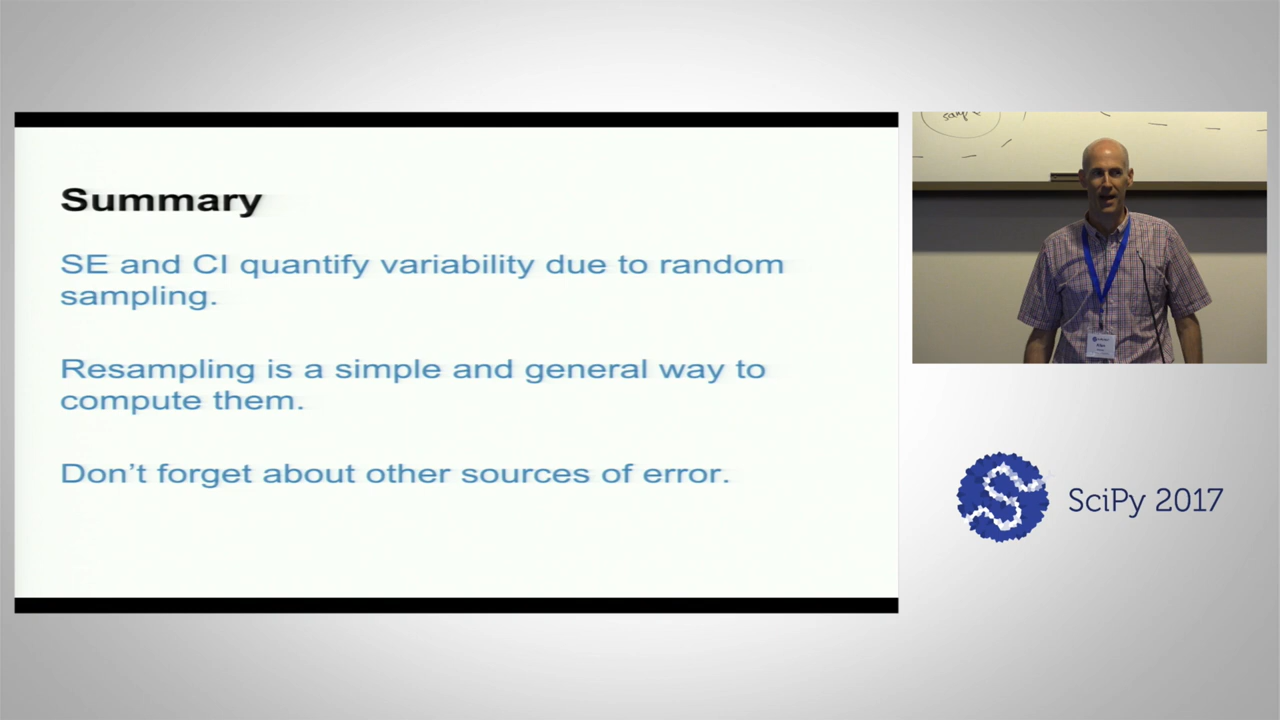 Summary
SE and CI quantify variability due to random
sampling.
Resampling is a simple and general way to
compute them.
Don’t forget about other sources of error.
SciPy 2017